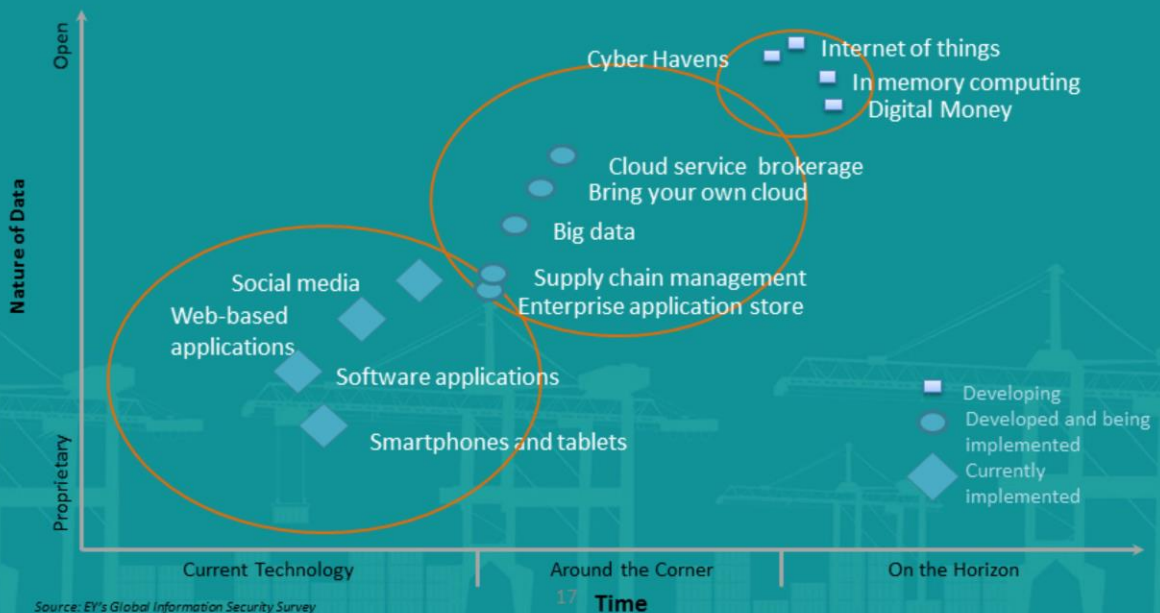 Open
Nature of Data
Proprietary
Cyber Havens
Internet of things
In memory computing
Digital Money
Cloud service brokerage
Bring your own cloud
Big data
Supply chain management
Enterprise application store
Social media
Web-based
applications
Software applications
Smartphones and tablets
Developing
Developed and being
implemented
Currently
implemented
Current Technology
Around the Corner
On the Horizon
Source: EY's Global Information Security Survey
17
Time